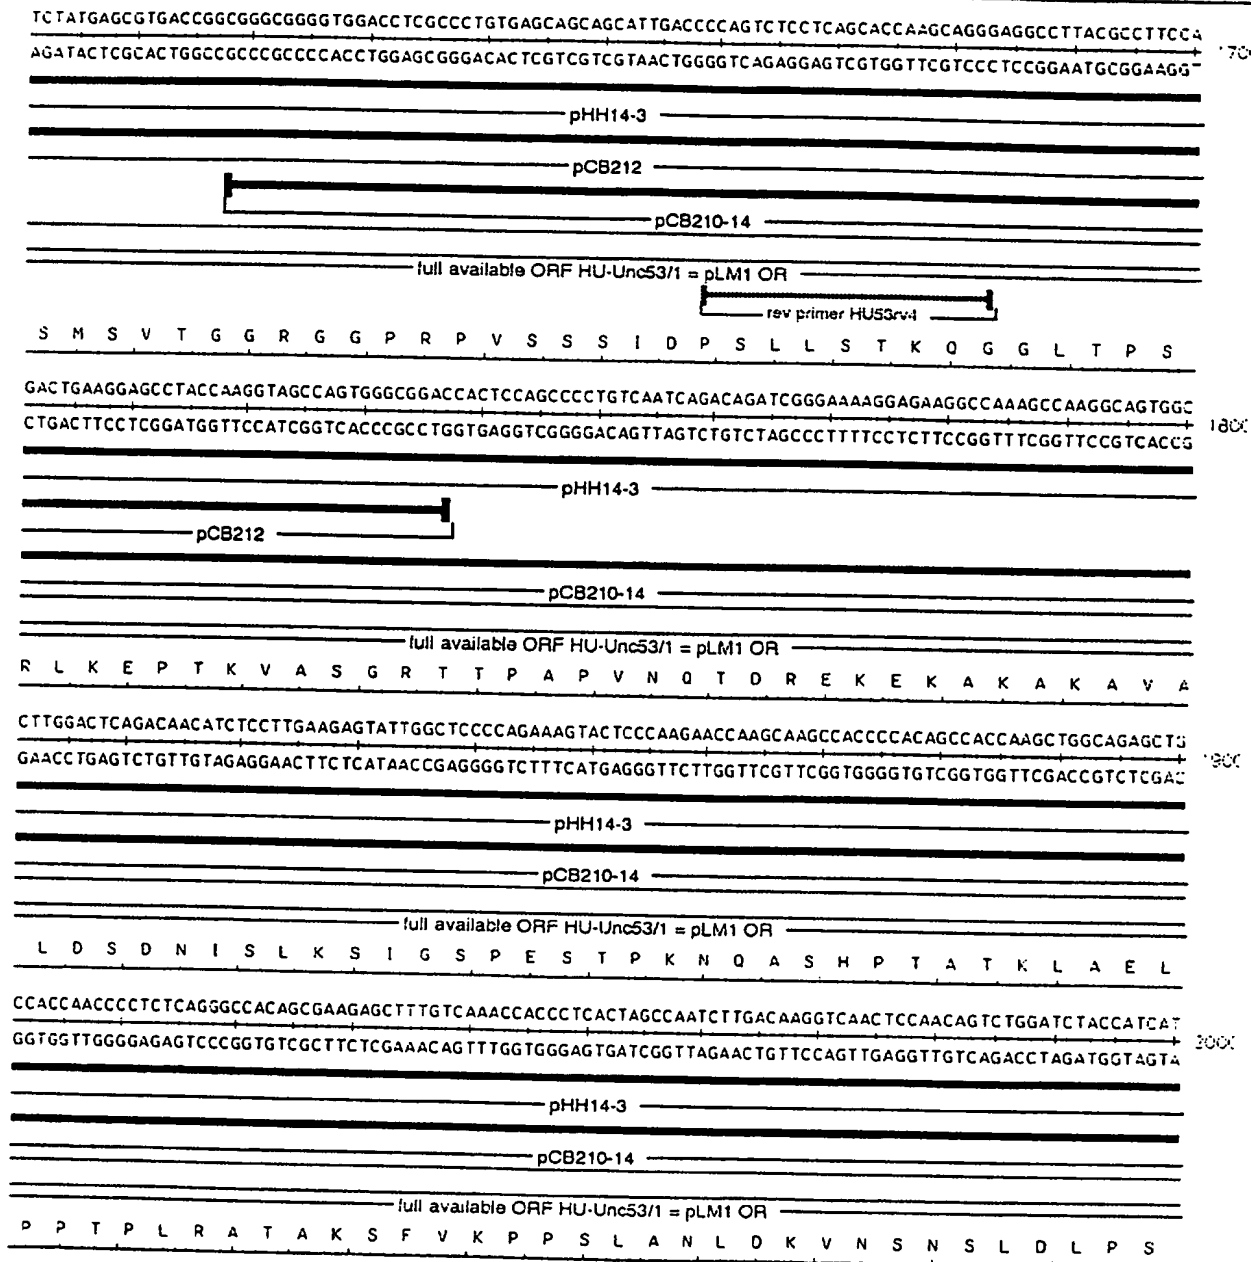 TCTATGAGCGTGACCGGCGGGCGGGGTGGACCTCGCCCTGTGAGCAGCAGCATTGACCCCAGTCTCCTCAGCACCAAGCAGGGAGGCCTTACGCCTTCCA
AGATACTCGCACTGGCCGCCCGCCCCACCTGGAGCGGGACACTCGTCGTCGTAACTGGGGTCAGAGGAGTCGTGGTTCGTCCCTCCGGAATGCGGAAGGT
pHH14-3
pCB212
pCB210-14
full available ORF HU-Unc53/1 = pLM1 OR
rev primer HU53rv4
S M S V T G G R G G P R P V S S S I D P S L L S T K Q G G L T P S
GACTGAAGGAGCCTACCAAGGTAGCCAGTGGGCGGACCACTCCAGCCCCTGTCAATCAGACAGATCGGGAAAAGGAGAAGGCCAAAGCCAAGGCAGTGGC
CTGACTTCCTCGGATGGTTCCATCGGTCACCCGCCTGGTGAGGTCGGGGACAGTTAGTCTGTCTAGCCCTTTTCCTCTTCCGGTTTCGGTTCCGTCACCG
1800
pHH14-3
pCB212
pCB210-14
full available ORF HU-Unc53/1 = pLM1 OR
R L K E P T K V A S G R T T P A P V N Q T D R E K E K A K A K A V A
CTTGGACTCAGACAACATCTCCTTGAAGAGTATTGGCTCCCCAGAAAGTACTCCCAAGAACCAAGCAAGCCACCCCACAGCCACCAAGCTGGCAGAGCTG
GAACCTGAGTCTGTTGTAGAGGAACTTCTCATAACCGAGGGGTCTTTCATGAGGGTTCTTGGTTCGTTCGGTGGGGTGTCGGTGGTTCGACCGTCTCGAC
1900
pHH14-3
pCB210-14
full available ORF HU-Unc53/1 = pLM1 OR
L D S D N I S L K S I G S P E S T P K N Q A S H P T A T K L A E L
CCACCAACCCCTCTCAGGGCCACAGCGAAGAGCTTTGTCAAACCACCCTCACTAGCCAATCTTGACAAGGTCAACTCCAACAGTCTGGATCTACCATCAT
GGTGGTTGGGGAGAGTCCCGGTGTCGCTTCTCGAAACAGTTTGGTGGGAGTGATCGGTTAGAACTGTTCCAGTTGAGGTTGTCAGACCTAGATGGTAGTA
2000
pHH14-3
pCB210-14
full available ORF HU-Unc53/1 = pLM1 OR
P P T P L R A T A K S F V K P P S L A N L D K V N S N S L D L P S